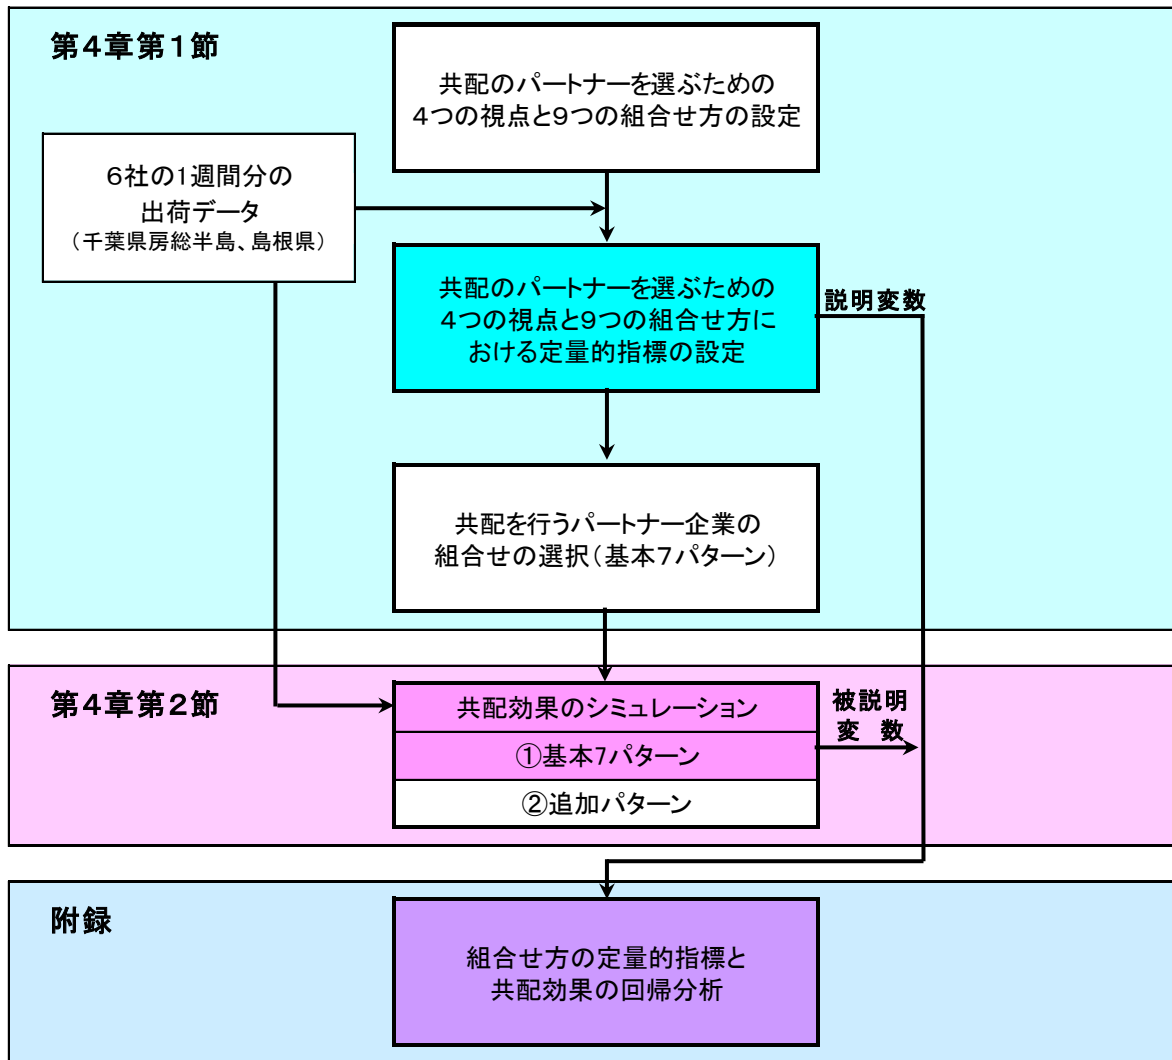 第4章第1節
共配のパートナーを選ぶための
4つの視点と9つの組合せ方の設定
6社の1週間分の
出荷データ
(千葉県房総半島、島根県)
共配のパートナーを選ぶための
4つの視点と9つの組合せ方に
おける定量的指標の設定
説明変数
共配を行うパートナー企業の
組合せの選択(基本7パターン)
第4章第2節
共配効果のシミュレーション
①基本7パターン
②追加パターン
被説明
変 数
附録
組合せ方の定量的指標と
共配効果の回帰分析